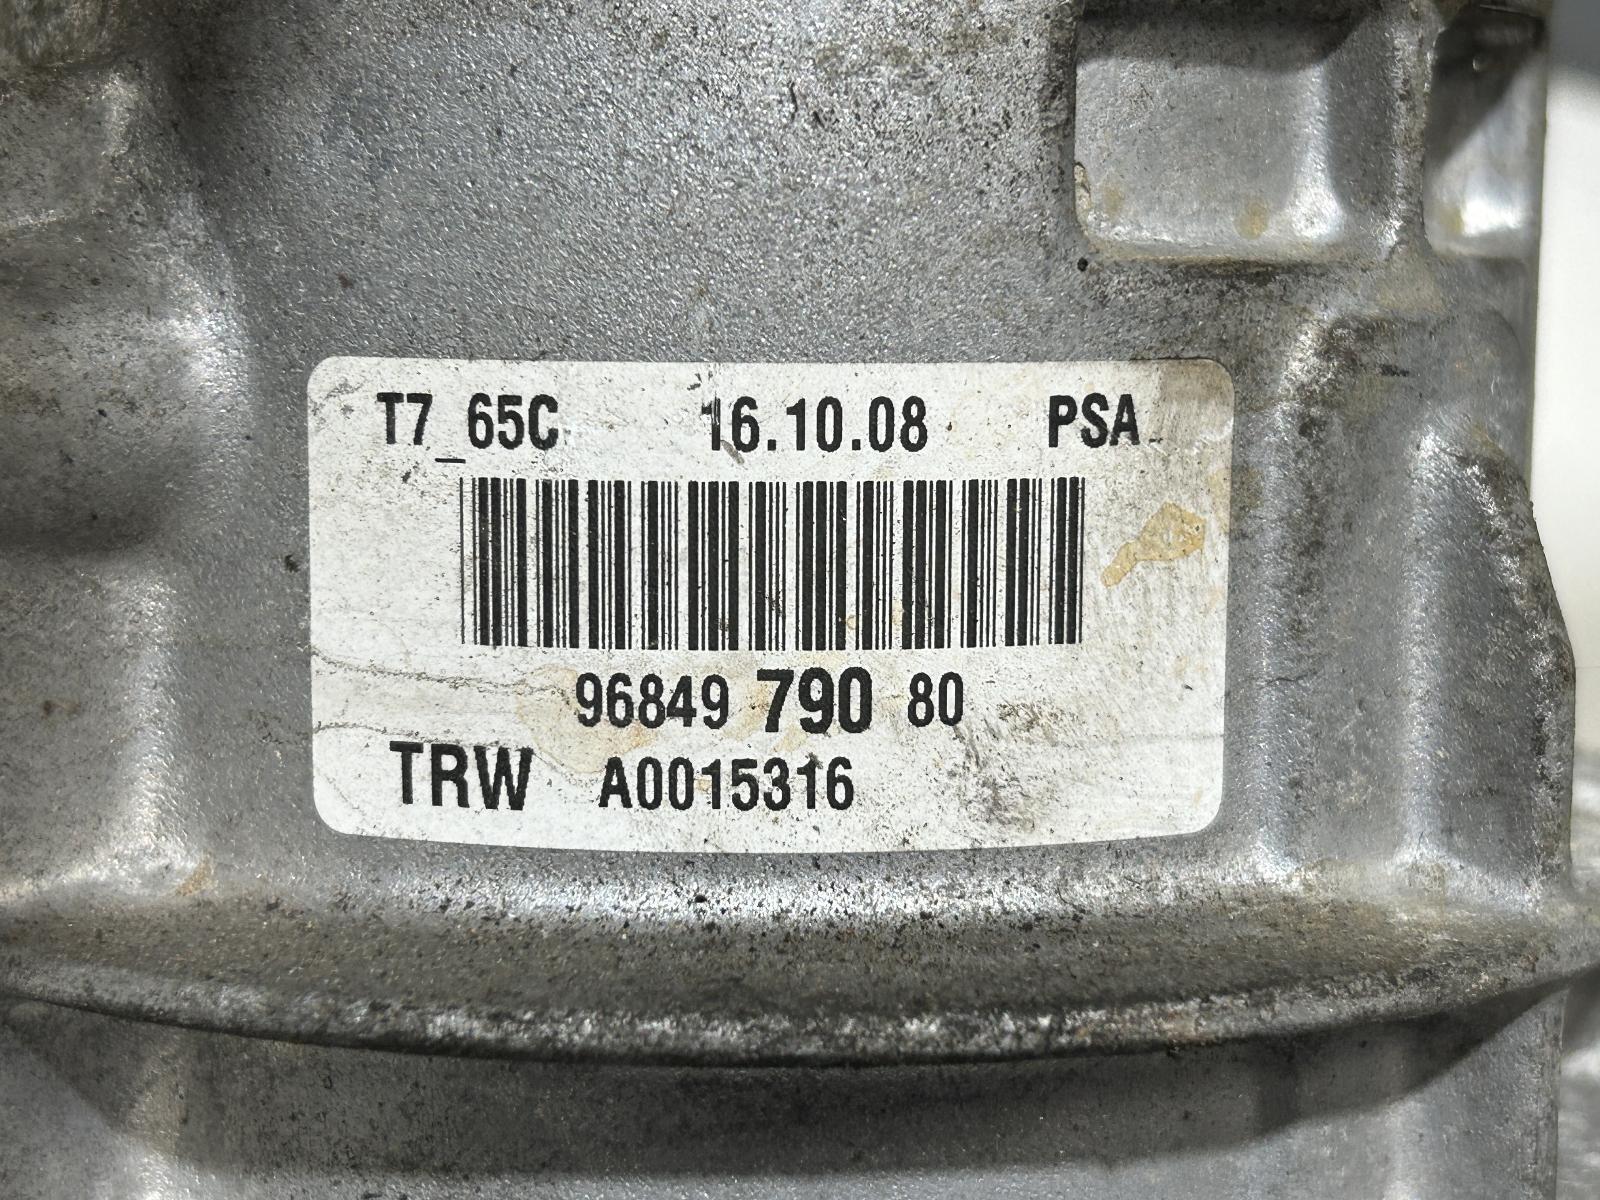 T7_65C 16.10.08 PSA
96849 790 80
TRW A0015316